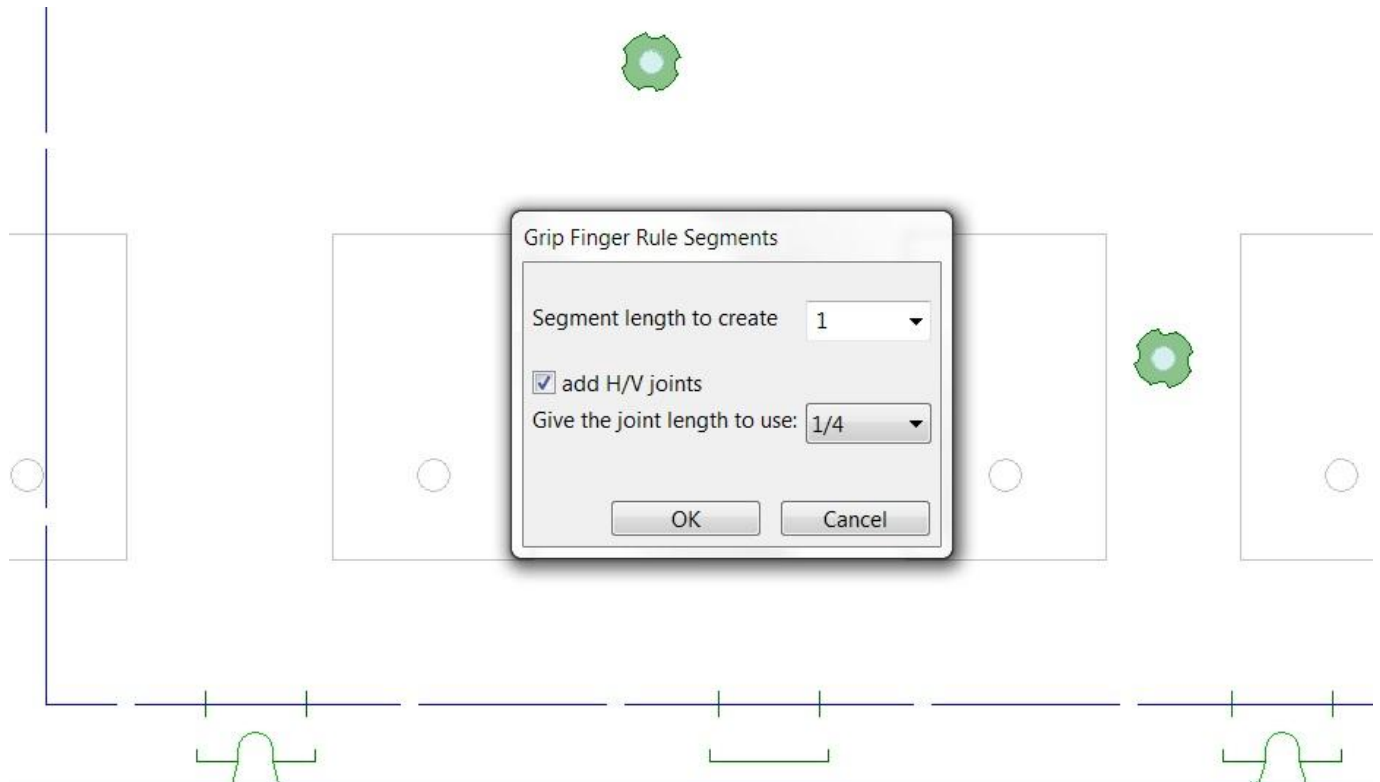 Grip Finger Rule Segments
Segment length to create 1
add H/V joints
Give the joint length to use: 1/4
OK Cancel